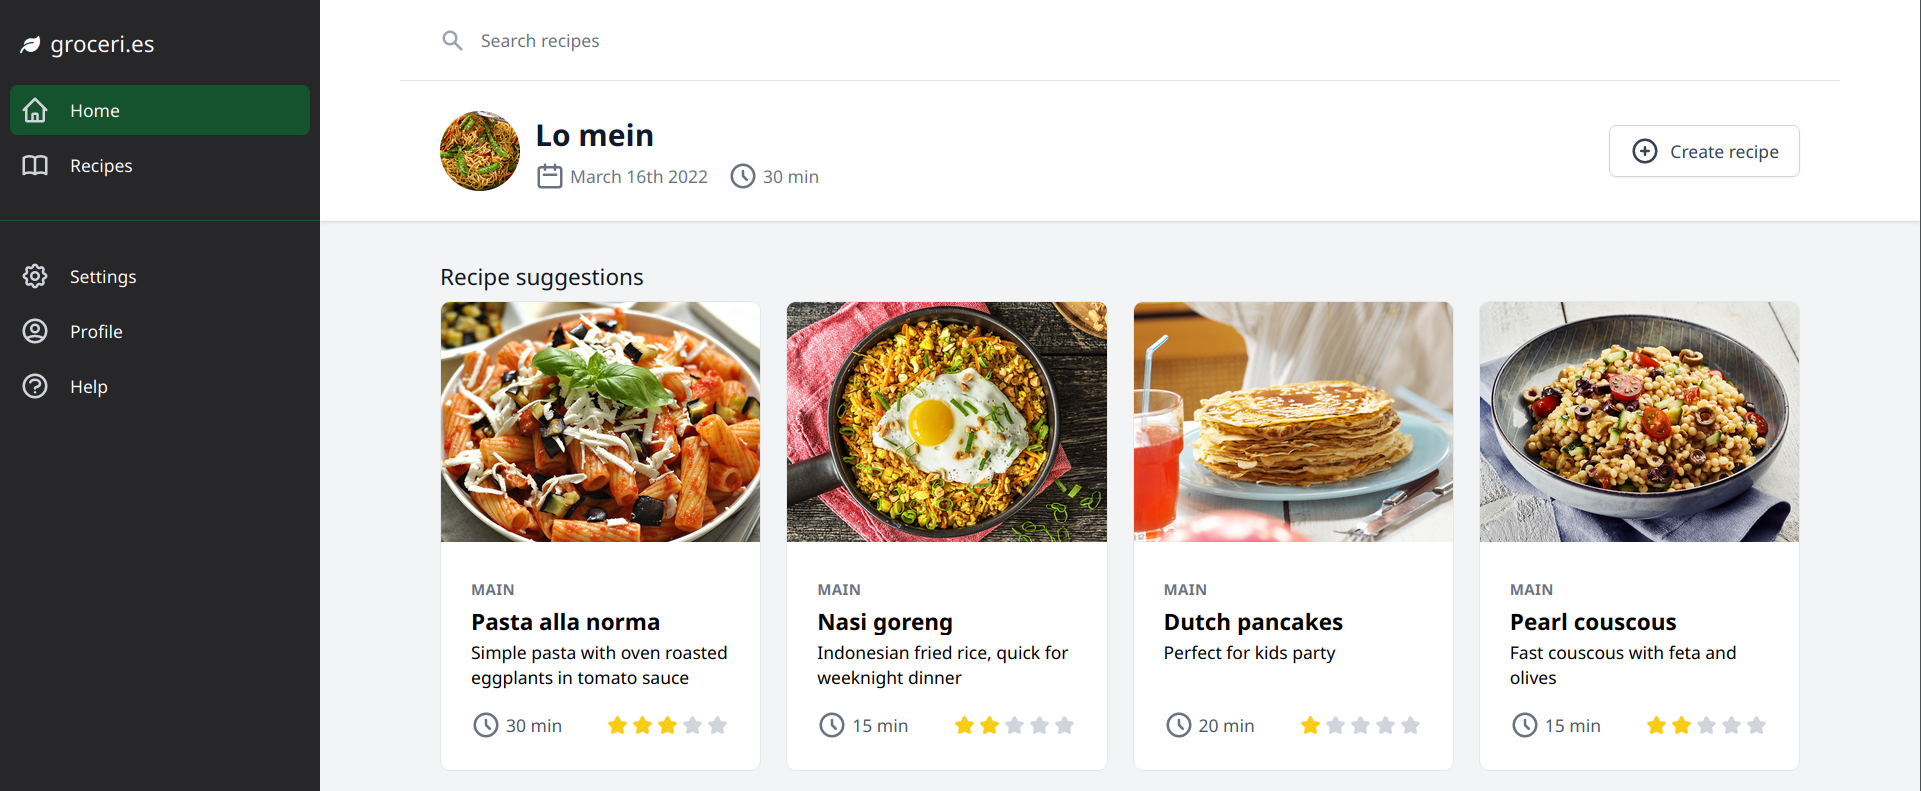 groceri.es
Home
Recipes
Settings
Profile
Help
Search recipes
Lo mein
March 16th 2022 30 min
Create recipe
Recipe suggestions
MAIN
Pasta alla norma
Simple pasta with oven roasted
eggplants in tomato sauce
30 min
MAIN
Nasi goreng
Indonesian fried rice, quick for
weeknight dinner
15 min
MAIN
Dutch pancakes
Perfect for kids party
20 min
MAIN
Pearl couscous
Fast couscous with feta and
olives
15 min